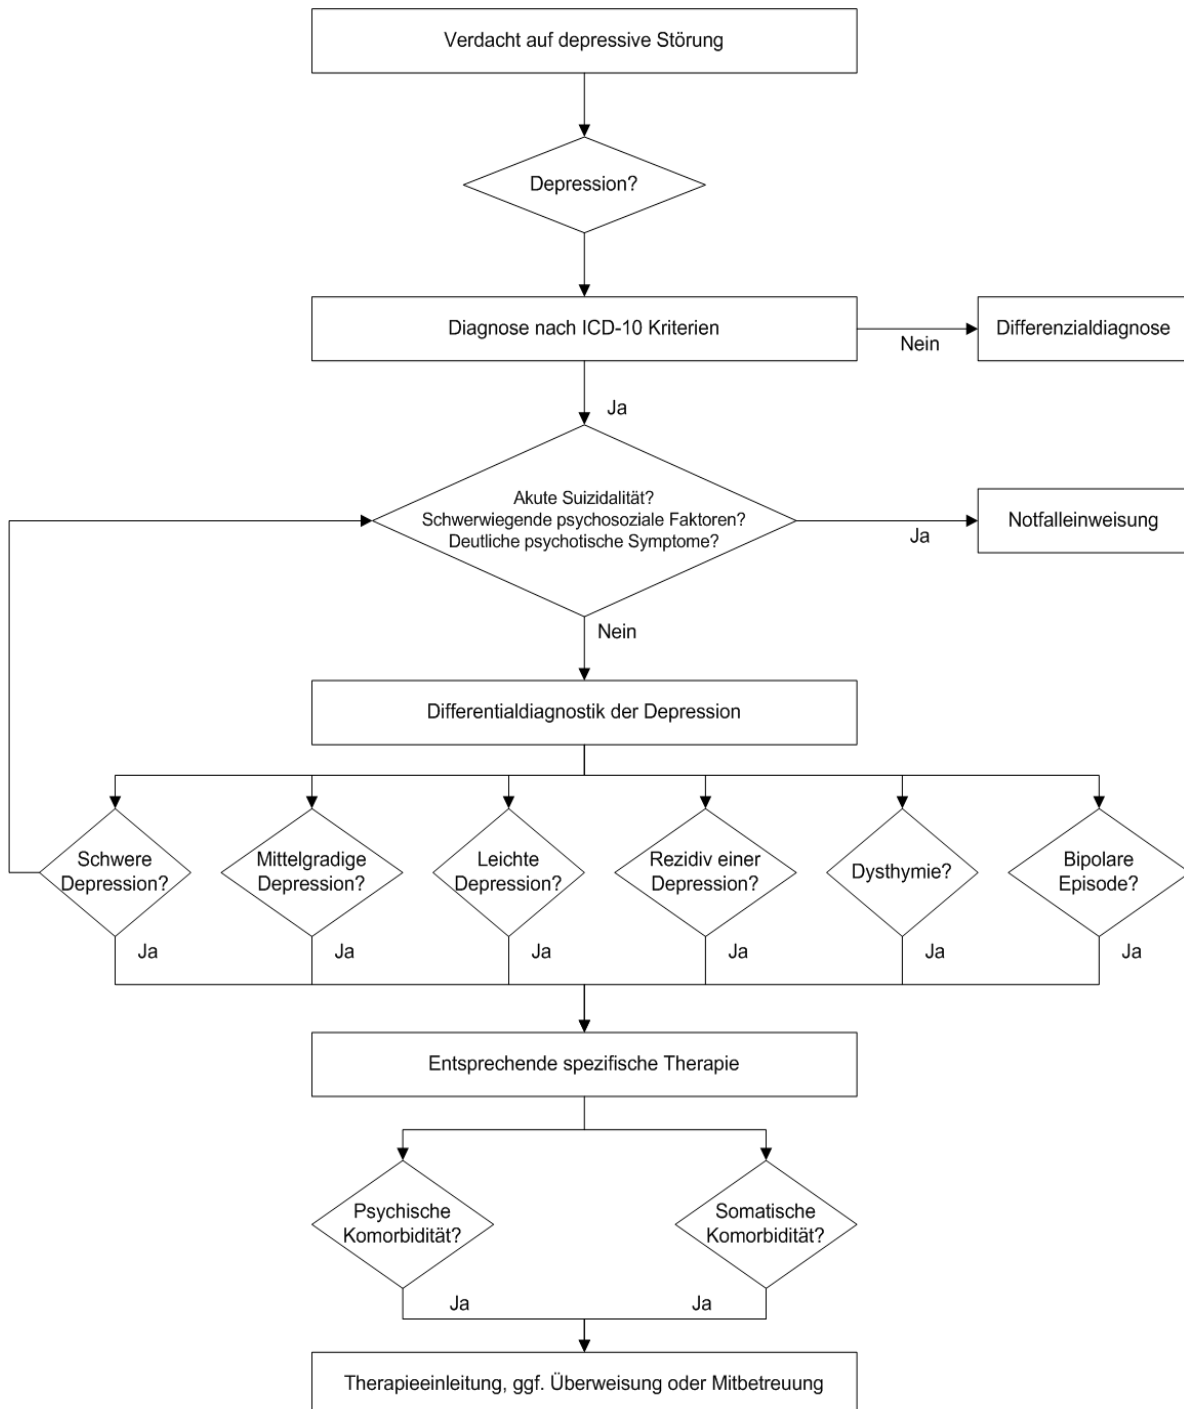 Verdacht auf depressive Störung
Depression?
Diagnose nach ICD-10 Kriterien
Nein
Differenzialdiagnose
Ja
Akute Suizidalität?
Schwerwiegende psychosoziale Faktoren?
Deutliche psychotische Symptome?
Ja
Notfalleinweisung
Nein
Differentialdiagnostik der Depression
Schwere
Depression?
Mittelgradige
Depression?
Leichte
Depression?
Rezidiv einer
Depression?
Dysthymie?
Bipolare
Episode?
Ja
Ja
Ja
Ja
Ja
Ja
Entsprechende spezifische Therapie
Psychische
Komorbidität?
Somatische
Komorbidität?
Ja
Ja
Therapieeinleitung, ggf. Überweisung oder Mitbetreuung